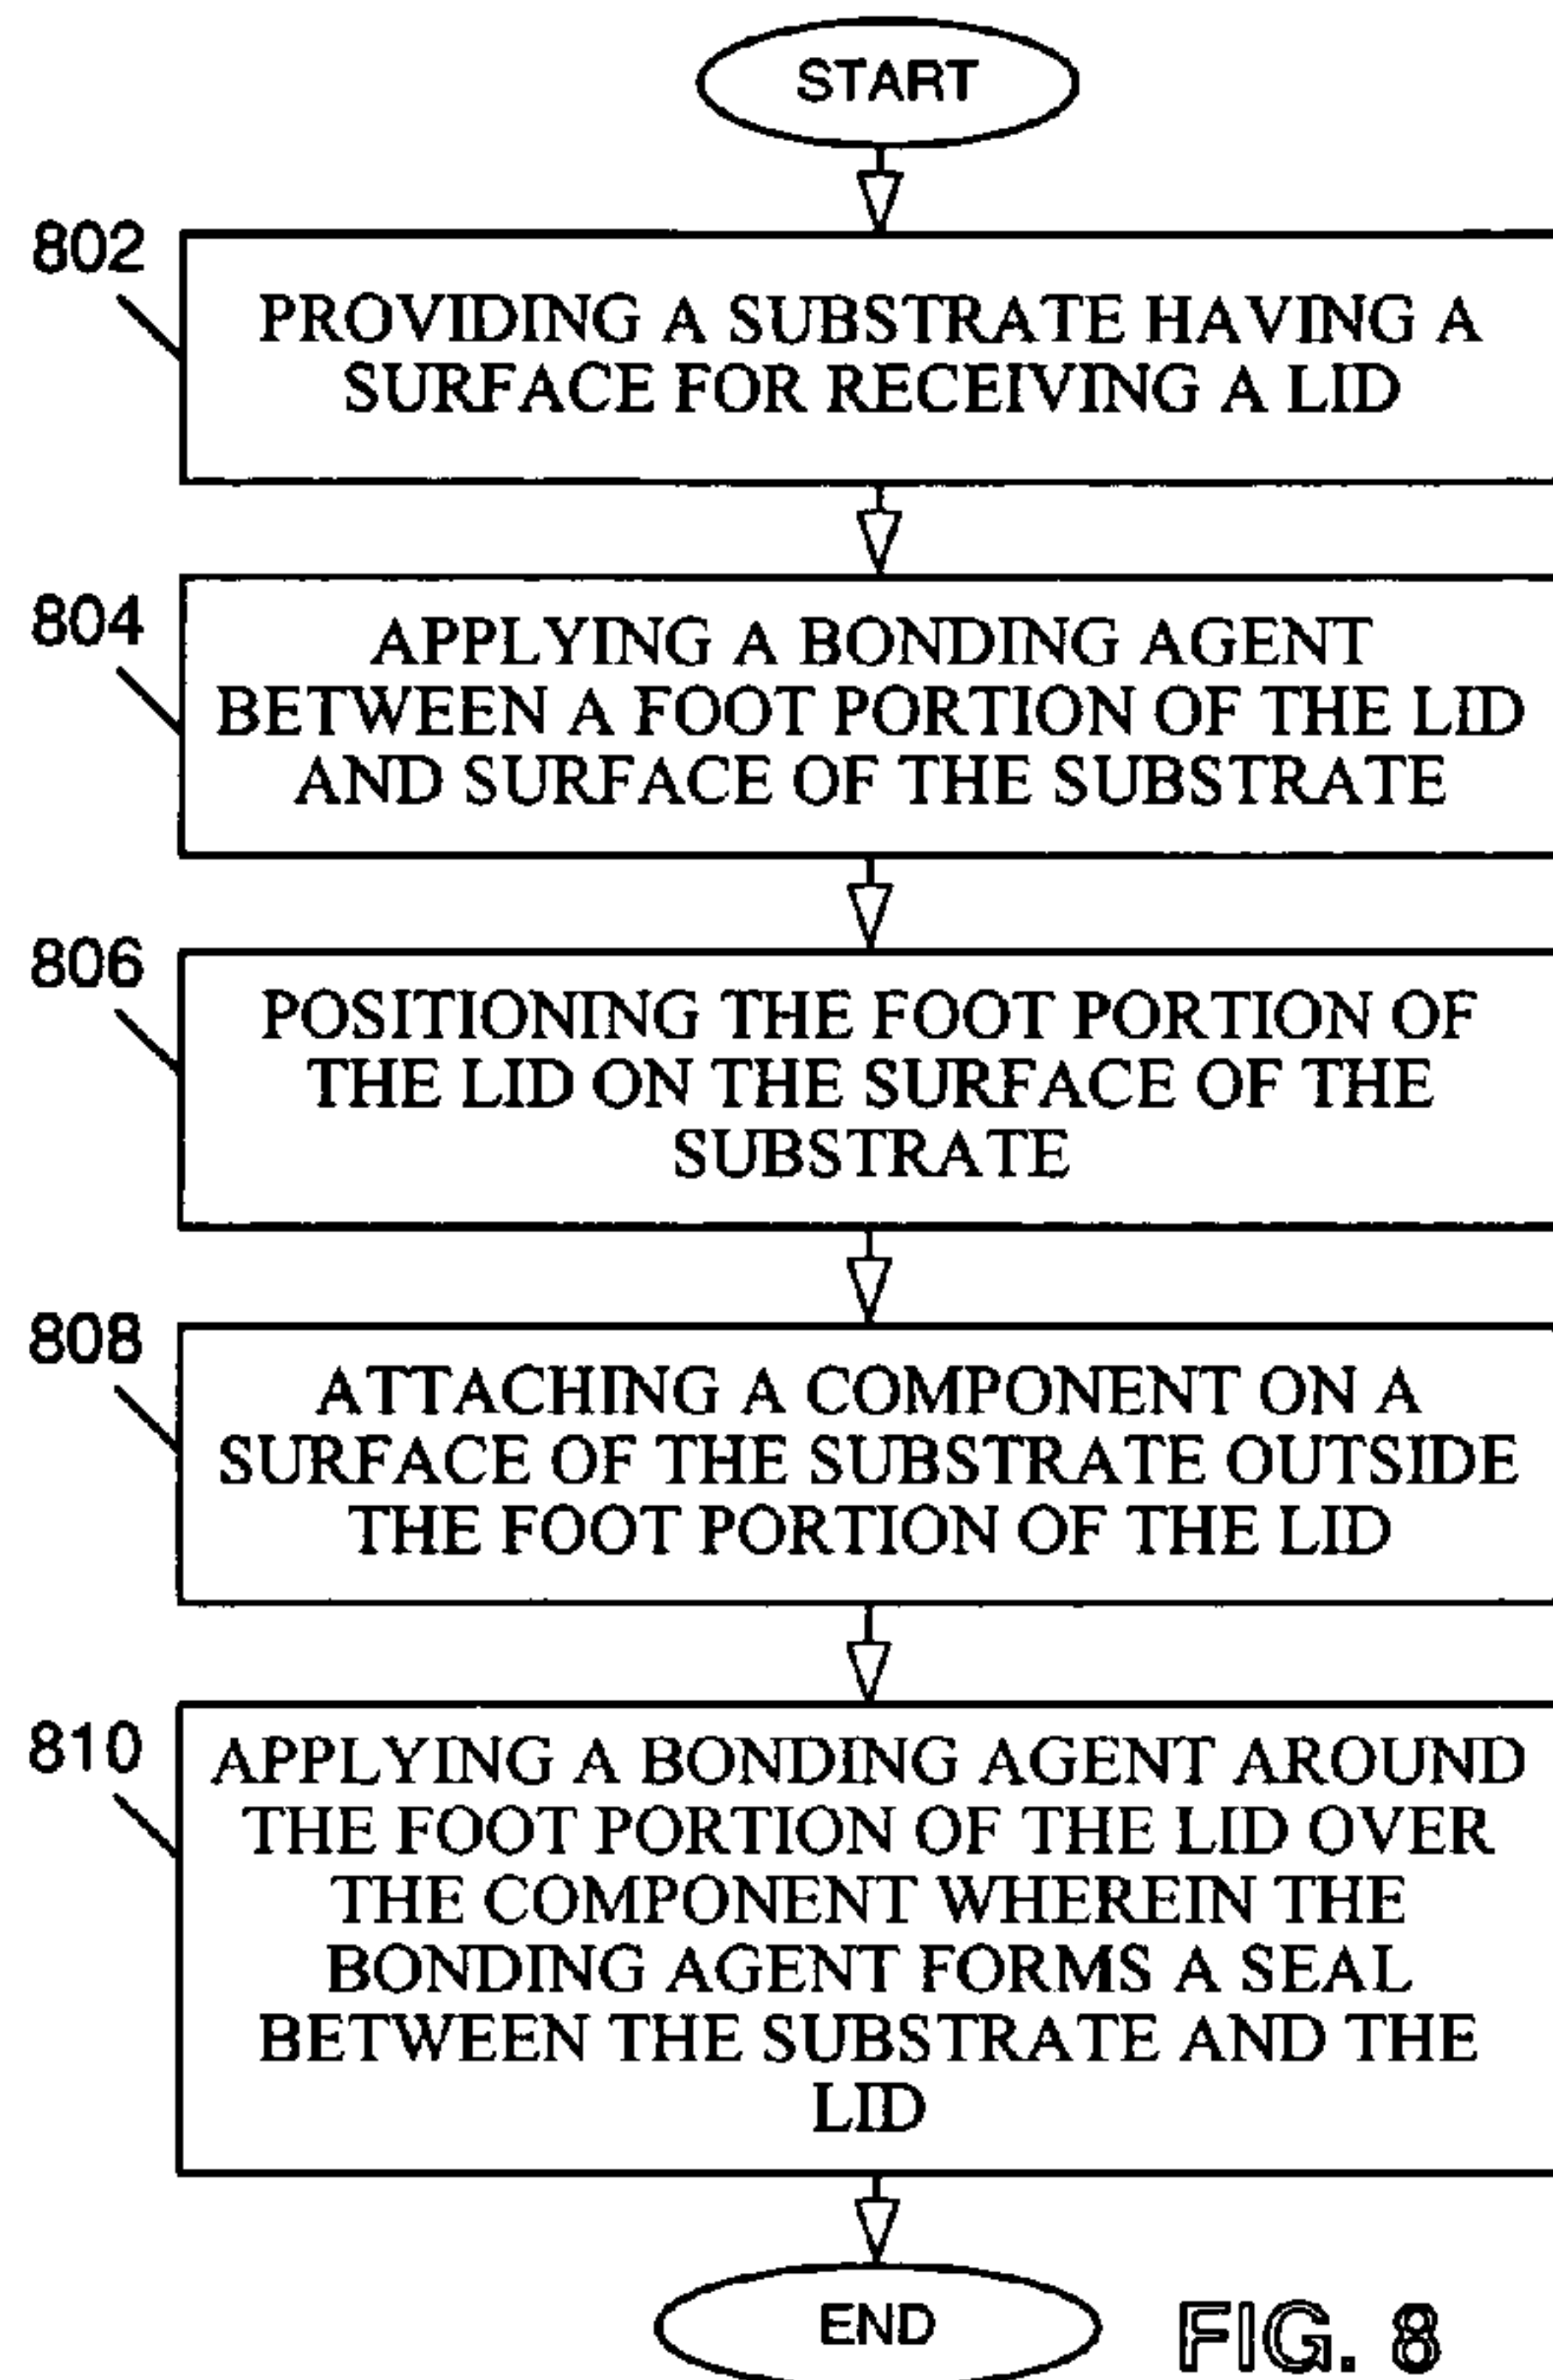 START
802
PROVIDING A SUBSTRATE HAVING A
SURFACE FOR RECEIVING A LID
804
APPLYING A BONDING AGENT
BETWEEN A FOOT PORTION OF THE LID
AND SURFACE OF THE SUBSTRATE
806
POSITIONING THE FOOT PORTION OF
THE LID ON THE SURFACE OF THE
SUBSTRATE
808
ATTACHING A COMPONENT ON A
SURFACE OF THE SUBSTRATE OUTSIDE
THE FOOT PORTION OF THE LID
810
APPLYING A BONDING AGENT AROUND
THE FOOT PORTION OF THE LID OVER
THE COMPONENT WHEREIN THE
BONDING AGENT FORMS A SEAL
BETWEEN THE SUBSTRATE AND THE
LID
END
FIG. 8